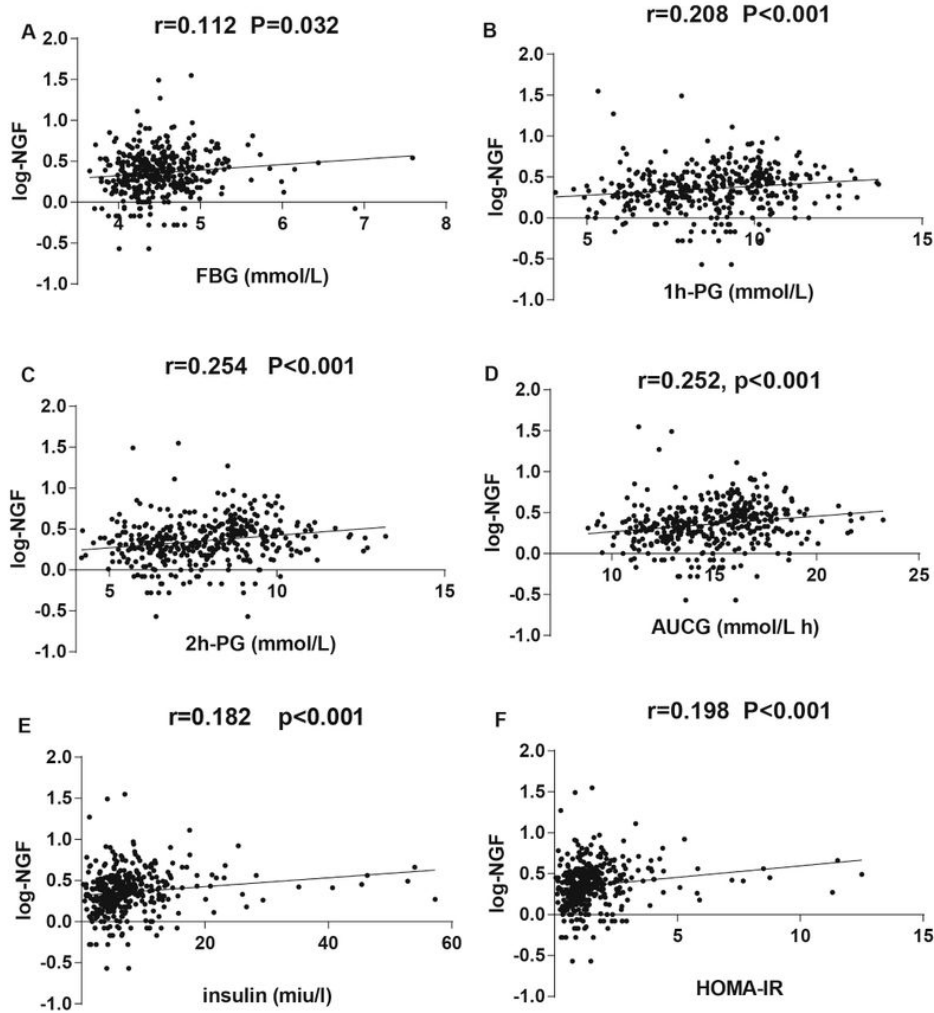 A
r=0.112 P=0.032
2.0
1.5
1.0
0.5
0.0
-0.5
-1.0
log-NGF
4
5
6
7
8
FBG (mmol/L)
B
r=0.208 P<0.001
2.0
1.5
1.0
0.5
0.0
-0.5
-1.0
log-NGF
5
10
15
1h-PG (mmol/L)
C
r=0.254 P<0.001
2.0
1.5
1.0
0.5
0.0
-0.5
-1.0
log-NGF
5
10
15
2h-PG (mmol/L)
D
r=0.252, p<0.001
2.0
1.5
1.0
0.5
0.0
-0.5
-1.0
log-NGF
10
15
20
25
AUCG (mmol/L h)
E
r=0.182 p<0.001
2.0
1.5
1.0
0.5
0.0
-0.5
-1.0
log-NGF
20
40
60
insulin (miu/l)
F
r=0.198 P<0.001
2.0
1.5
1.0
0.5
0.0
-0.5
-1.0
log-NGF
5
10
15
HOMA-IR